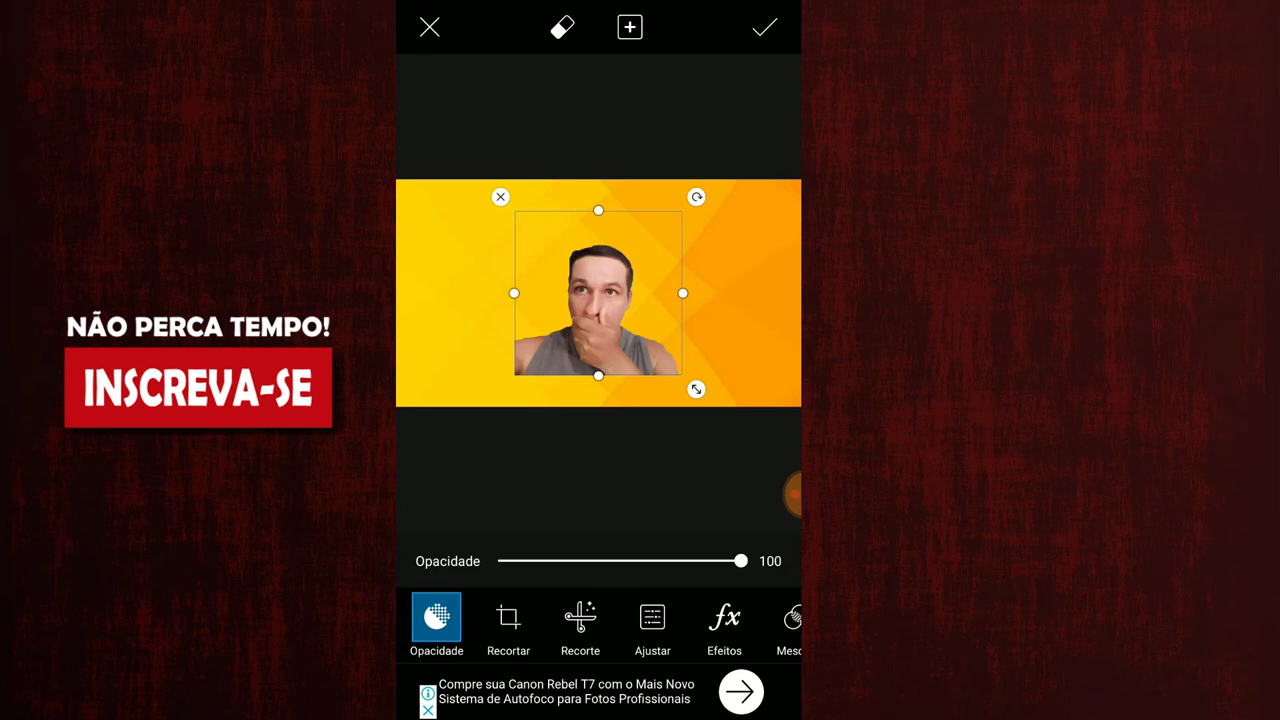 NÃO PERCA TEMPO!
INSCREVA-SE
Opacidade 100
Opacidade Recortar Recorte Ajustar Efeitos
Compre sua Canon Rebel T7 com o Mais Novo
Sistema de Autofoco para Fotos Profissionais